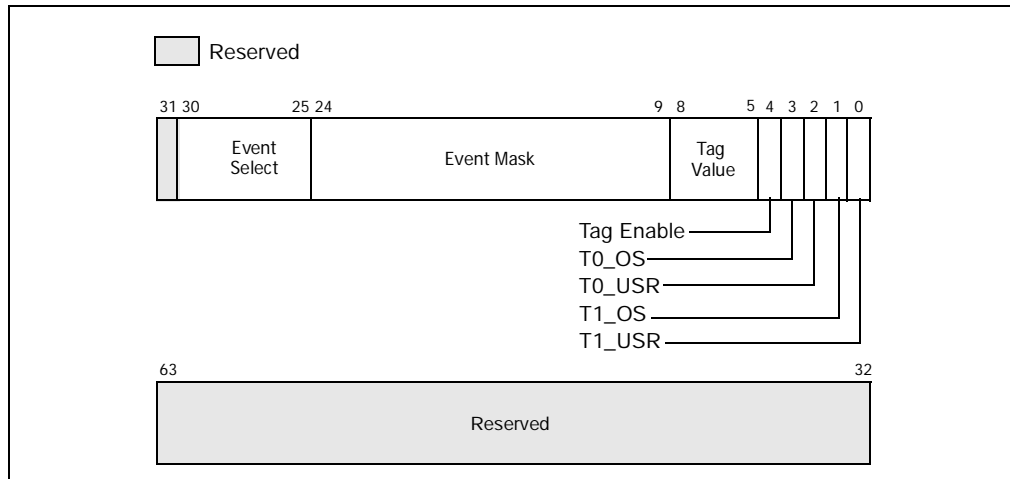 Reserved
31 30 25 24 9 8 5 4 3 2 1 0
Event Select
Event Mask
Tag Value
Tag Enable
T0_OS
T0_USR
T1_OS
T1_USR
63 32
Reserved